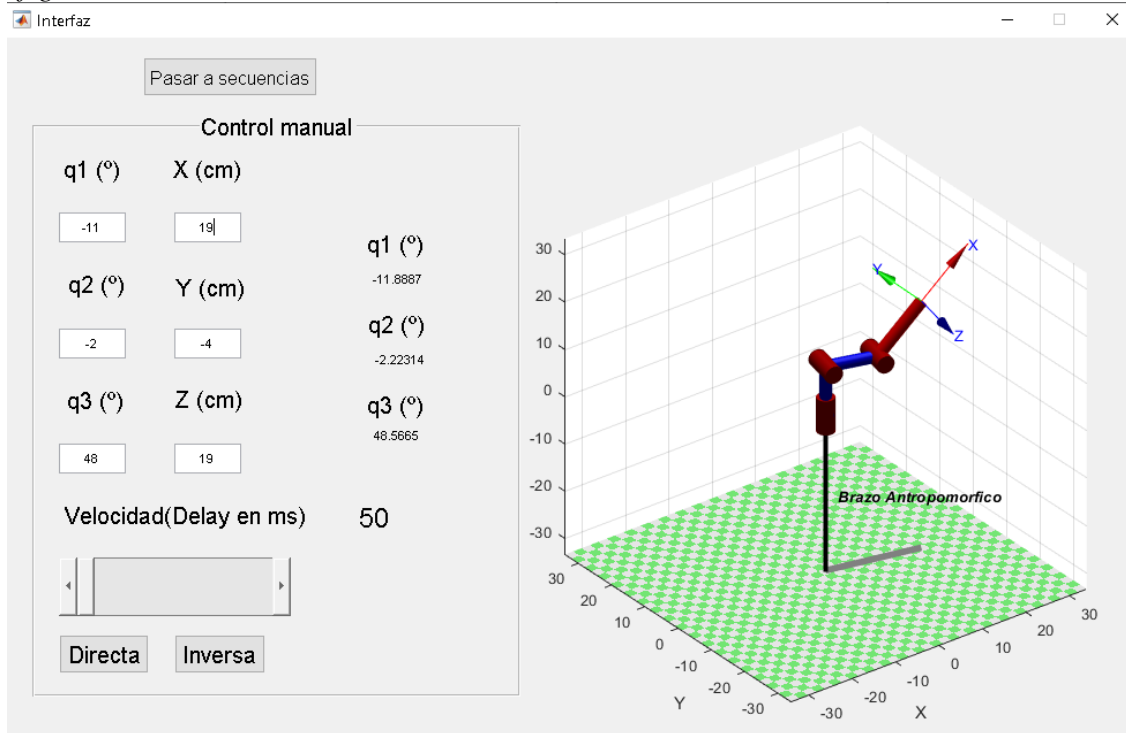 Interfaz
Pasar a secuencias
Control manual
q1 (º)
X (cm)
-11
19
q1 (º)
-11.8887
q2 (º)
Y (cm)
-2
-4
q2 (º)
-2.22314
q3 (º)
Z (cm)
48
19
q3 (º)
48.5665
Velocidad(Delay en ms)
50
Directa
Inversa
30
20
10
0
-10
-20
-30
X
Y
Z
Brazo Antropomorfico
30
20
10
0
-10
-20
-30
Y
-30
-20
-10
0
10
20
30
X